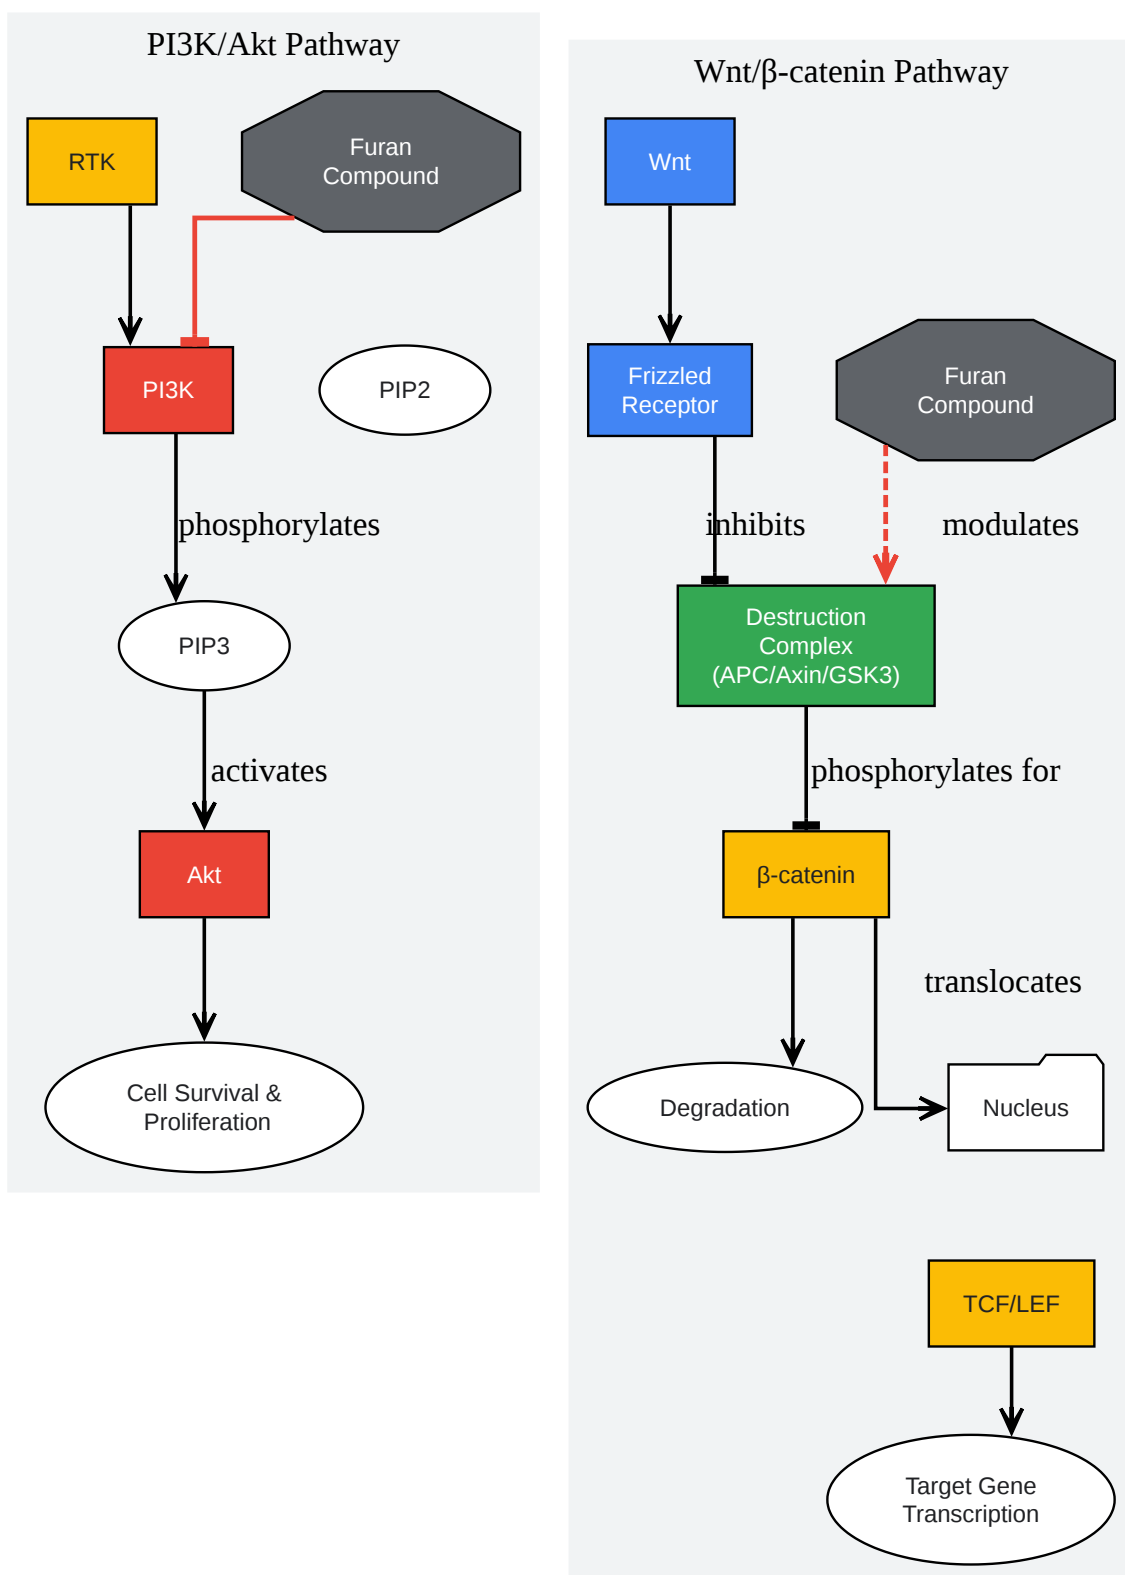 PI3K/Akt Pathway
RTK
Furan
Compound
PI3K
PIP2
phosphorylates
PIP3
activates
Akt
Cell Survival &
Proliferation
Wnt/β-catenin Pathway
Wnt
Frizzled
Receptor
Furan
Compound
inhibits
modulates
Destruction
Complex
(APC/Axin/GSK3)
phosphorylates for
β-catenin
translocates
Degradation
Nucleus
TCF/LEF
Target Gene
Transcription